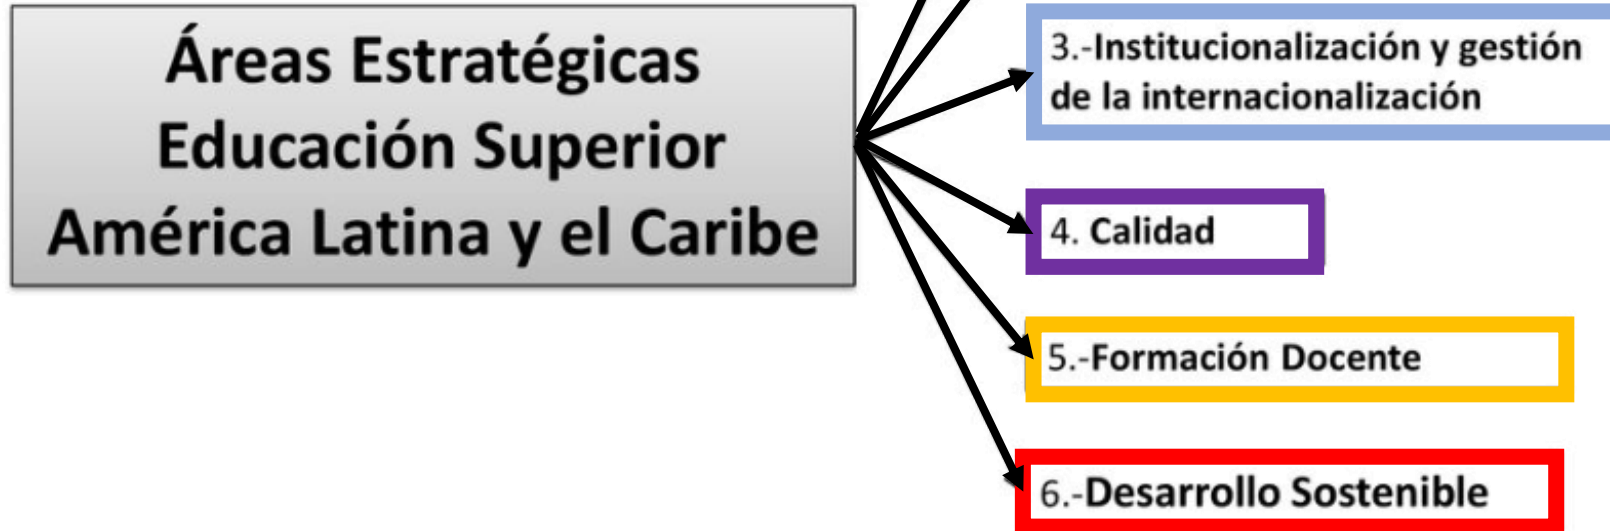 Áreas Estratégicas
Educación Superior
América Latina y el Caribe
3.-Institucionalización y gestión
de la internacionalización
4. Calidad
5.-Formación Docente
6.-Desarrollo Sostenible